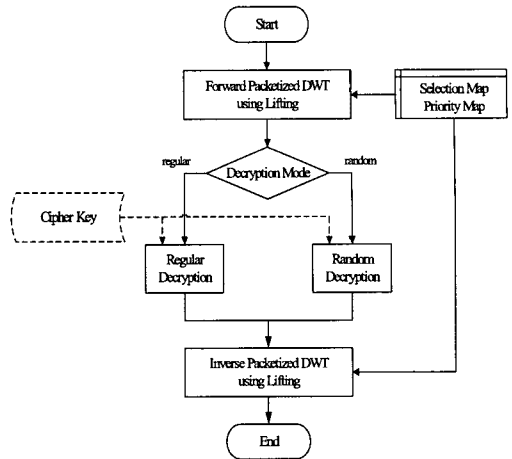 Start
Forward Packetized DWT
using Lifting
Selection Map
Priority Map
regular
random
Decryption Mode
Cipher Key
Regular
Decryption
Random
Decryption
Inverse Packetized DWT
using Lifting
End